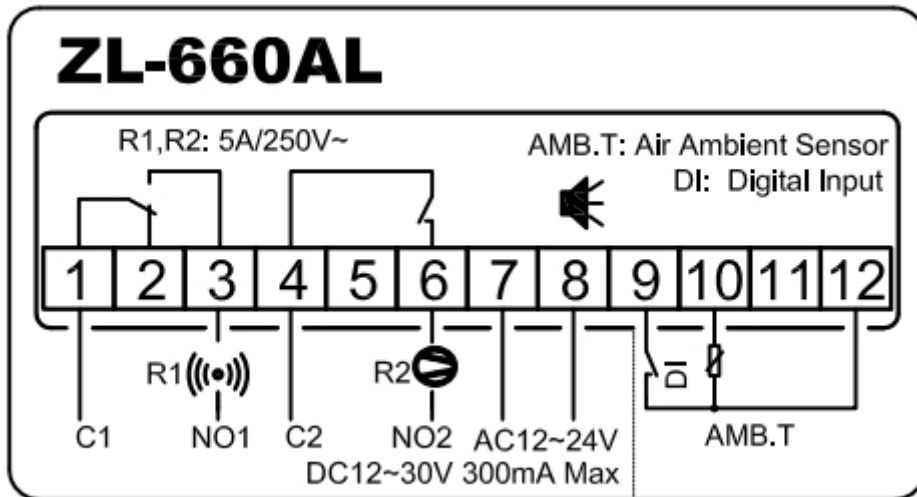 ZL-660AL
R1,R2: 5A/250V~
AMB.T: Air Ambient Sensor
DI: Digital Input
1 2 3 4 5 6 7 8 9 10 11 12
R1 R2 DI
C1 NO1 C2 NO2 AC12~24V AMB.T
DC12~30V 300mA Max